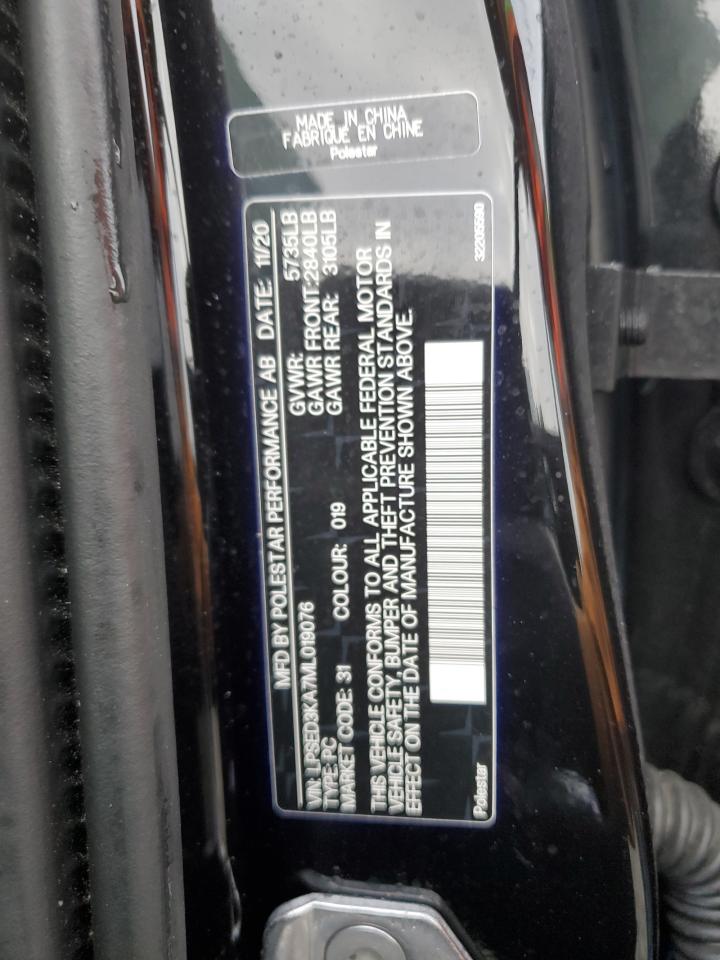 MADE IN CHINA
FABRIQUÉ EN CHINE
Polestar
MFD BY POLESTAR PERFORMANCE AB DATE: 11/20
VIN: LPSED3KA7ML019076 GVWR: 5735LB
TYPE: PC GAWR FRONT: 2840LB
MARKET CODE: 31 COLOUR: 019 GAWR REAR: 3105LB
THIS VEHICLE CONFORMS TO ALL APPLICABLE FEDERAL MOTOR
VEHICLE SAFETY, BUMPER AND THEFT PREVENTION STANDARDS IN
EFFECT ON THE DATE OF MANUFACTURE SHOWN ABOVE.
Polestar 32205590